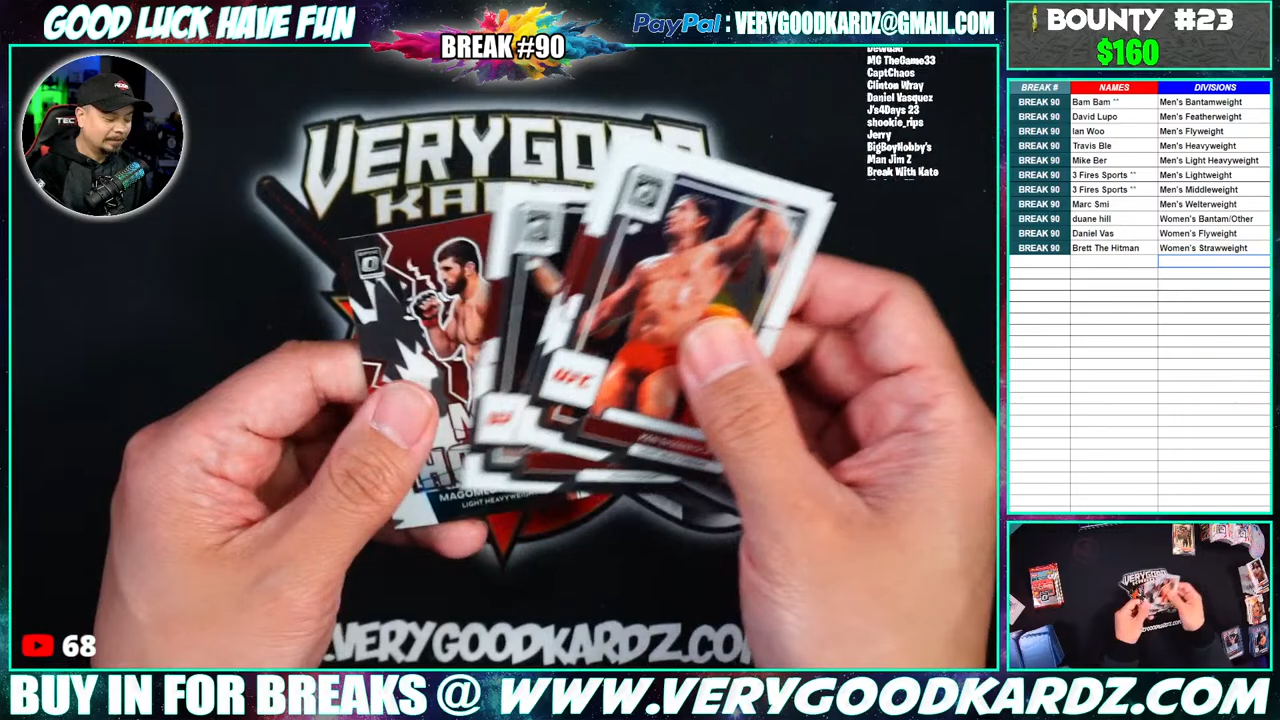 GOOD LUCK HAVE FUN
BREAK #90
PayPal : VERYGOODKARDZ@GMAIL.COM
BOUNTY #23
$160
MG TheGame33
CaptChaos
Clinton Wray
Daniel Vasquez
J's4Days 23
shookie_rips
Jerry
BigBoyHobby's
Man Jim Z
Break With Kato
BREAK # NAMES DIVISIONS
BREAK 90 Bam Bam ** Men's Bantamweight
BREAK 90 David Lupo Men's Featherweight
BREAK 90 Ian Woo Men's Flyweight
BREAK 90 Travis Ble Men's Heavyweight
BREAK 90 Mike Ber Men's Light Heavyweight
BREAK 90 3 Fires Sports ** Men's Lightweight
BREAK 90 3 Fires Sports ** Men's Middleweight
BREAK 90 Marc Smi Men's Welterweight
BREAK 90 duane hill Women's Bantam/Other
BREAK 90 Daniel Vas Women's Flyweight
BREAK 90 Brett The Hitman Women's Strawweight
VERYGOOD
UFC
LIGHT HEAVYWEIGHT
VERYGOODKARDZ.CO
68
BUY IN FOR BREAKS @ WWW.VERYGOODKARDZ.COM